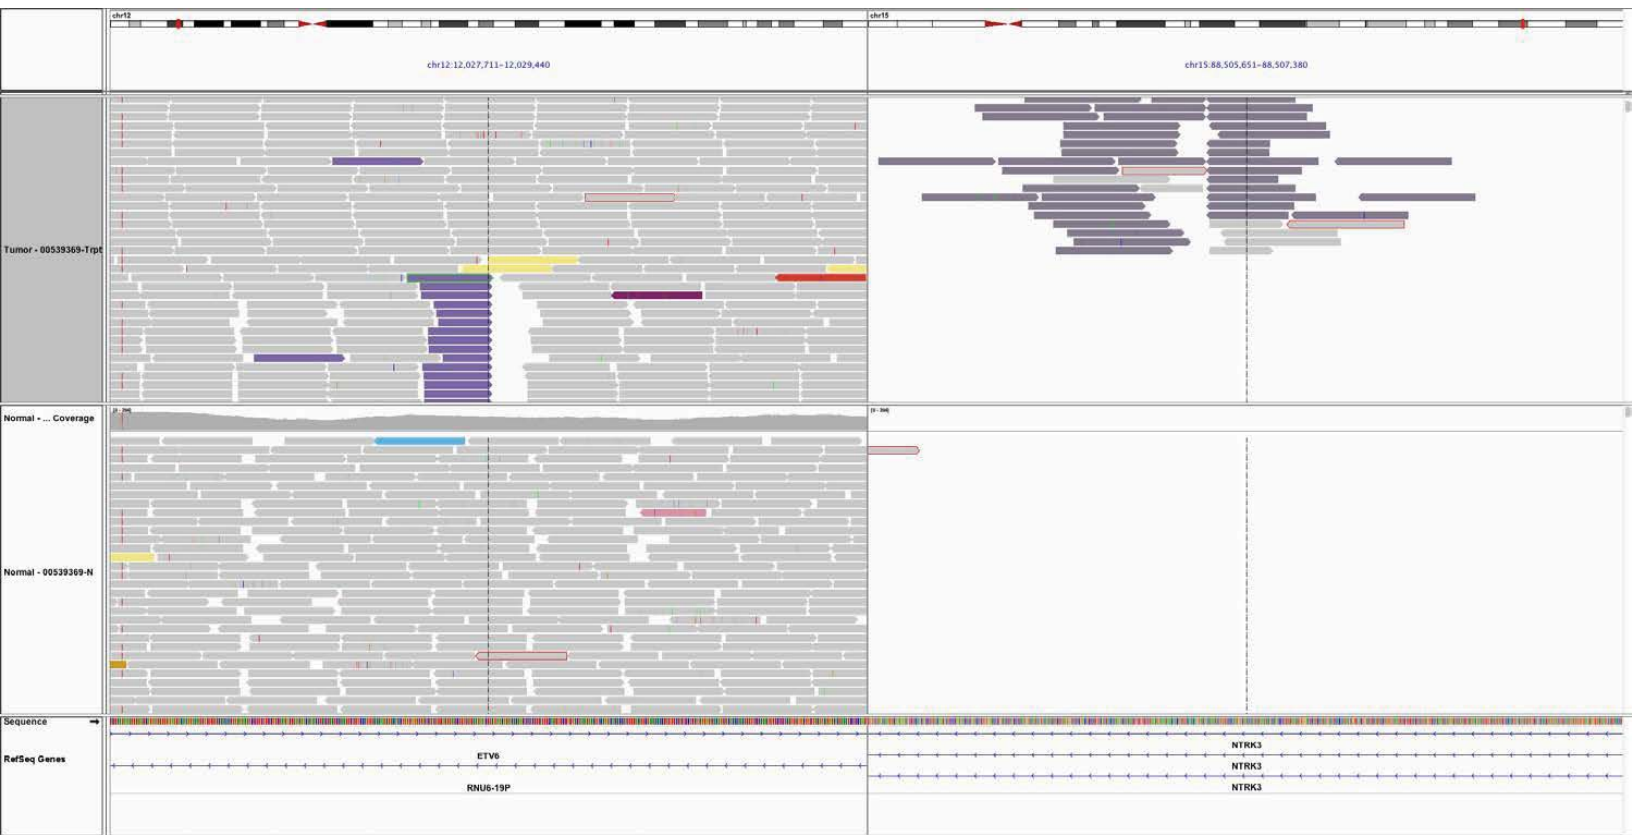 chr12
chr15
chr12:12,027,711-12,029,440
chr15:88,505,651-88,507,380
Tumor - 00539369-Trpt
Normal - ... Coverage
Normal - 00539369-N
Sequence
RefSeq Genes
ETV6
RNU6-19P
NTRK3
NTRK3
NTRK3